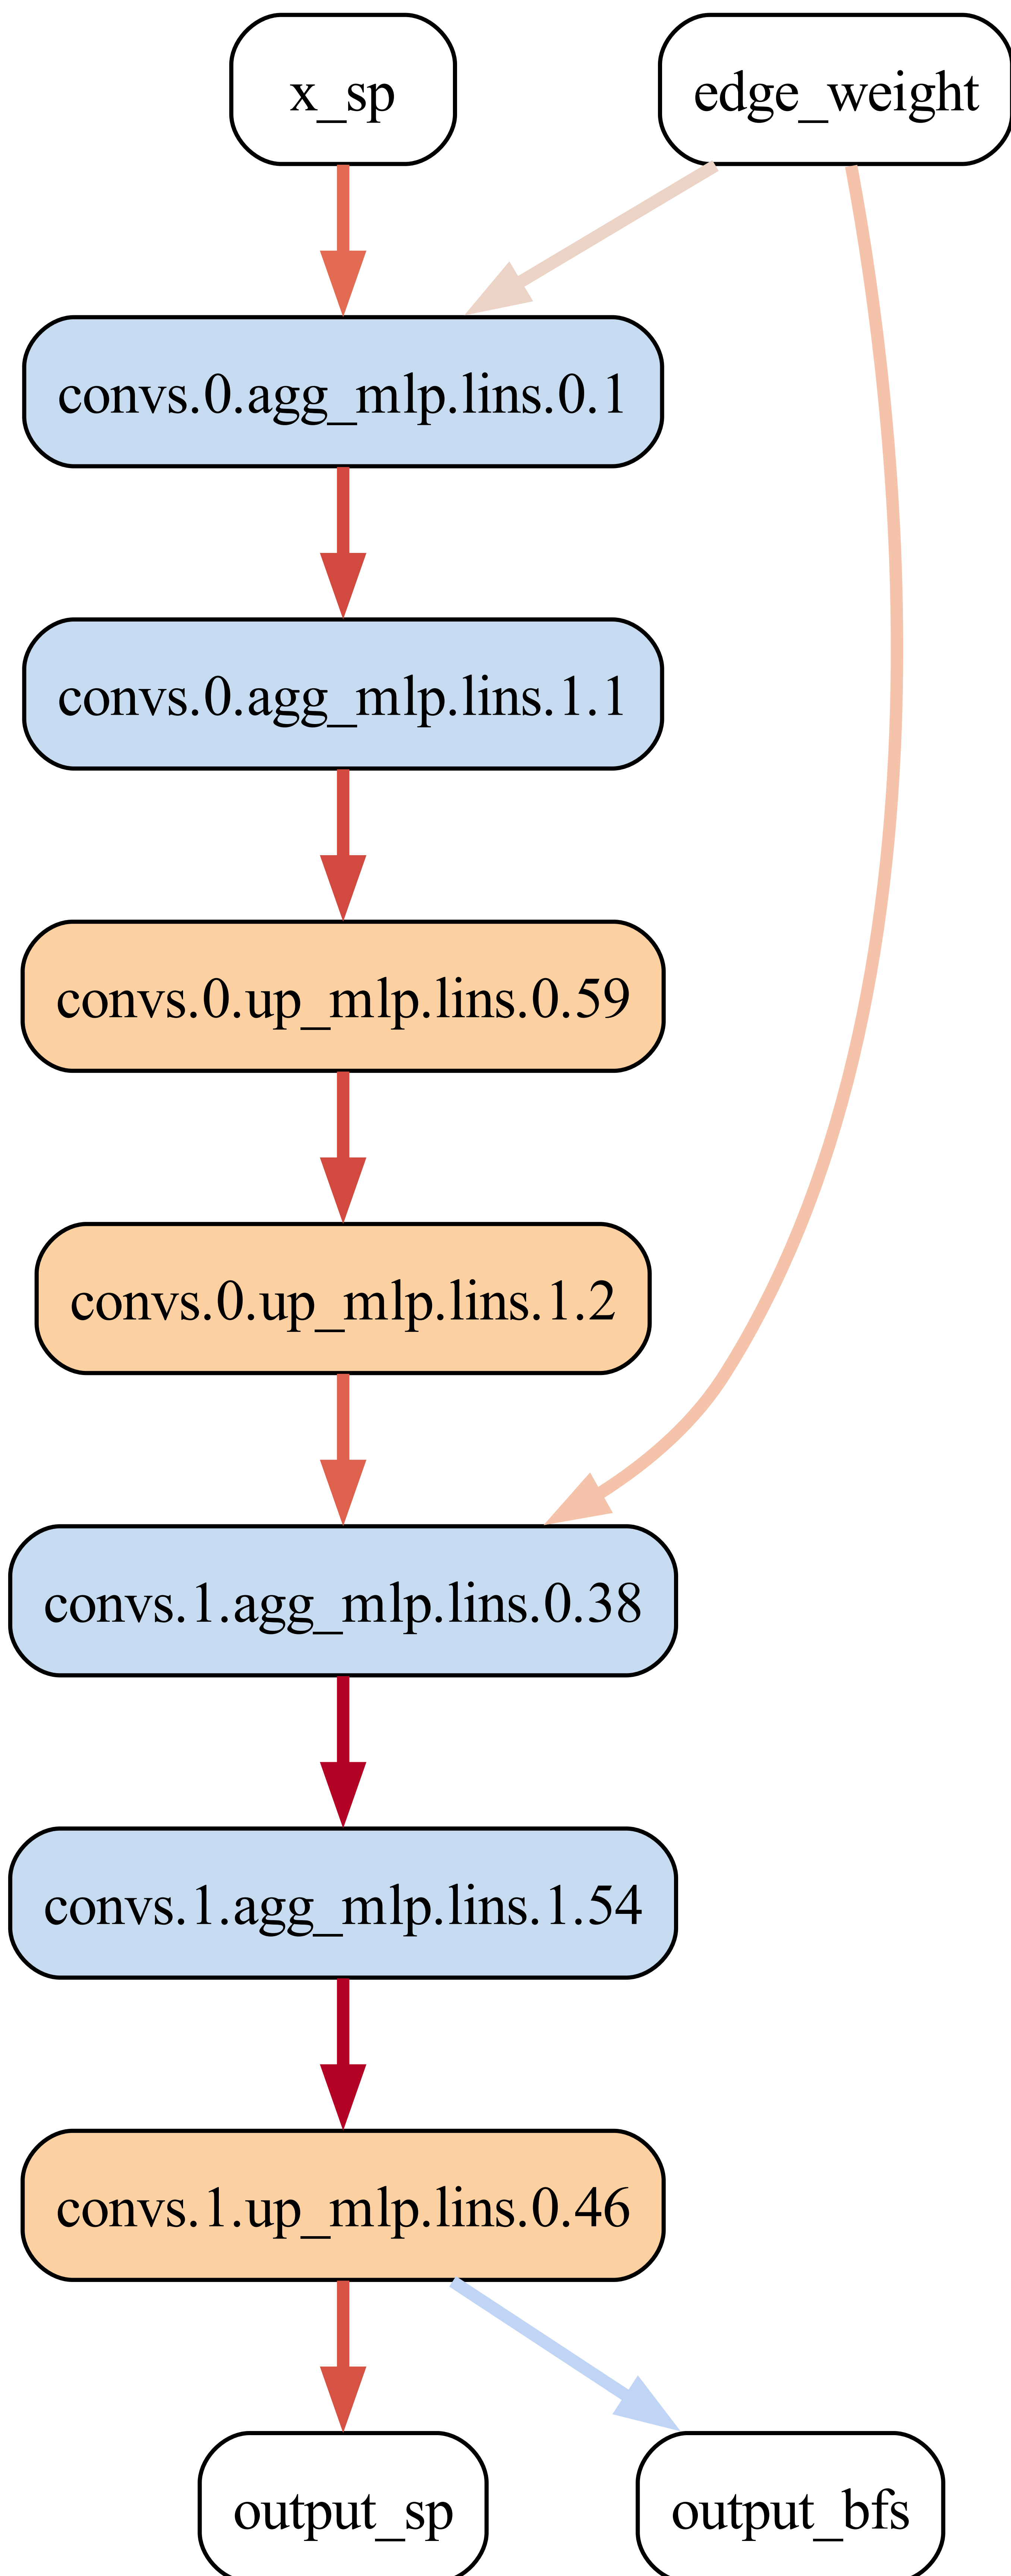 x_sp
edge_weight
convs.0.agg_mlp.lins.0.1
convs.0.agg_mlp.lins.1.1
convs.0.up_mlp.lins.0.59
convs.0.up_mlp.lins.1.2
convs.1.agg_mlp.lins.0.38
convs.1.agg_mlp.lins.1.54
convs.1.up_mlp.lins.0.46
output_sp
output_bfs